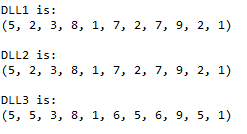 DLL1 is:
(5, 2, 3, 8, 1, 7, 2, 7, 9, 2, 1)
DLL2 is:
(5, 2, 3, 8, 1, 7, 2, 7, 9, 2, 1)
DLL3 is:
(5, 5, 3, 8, 1, 6, 5, 6, 9, 5, 1)